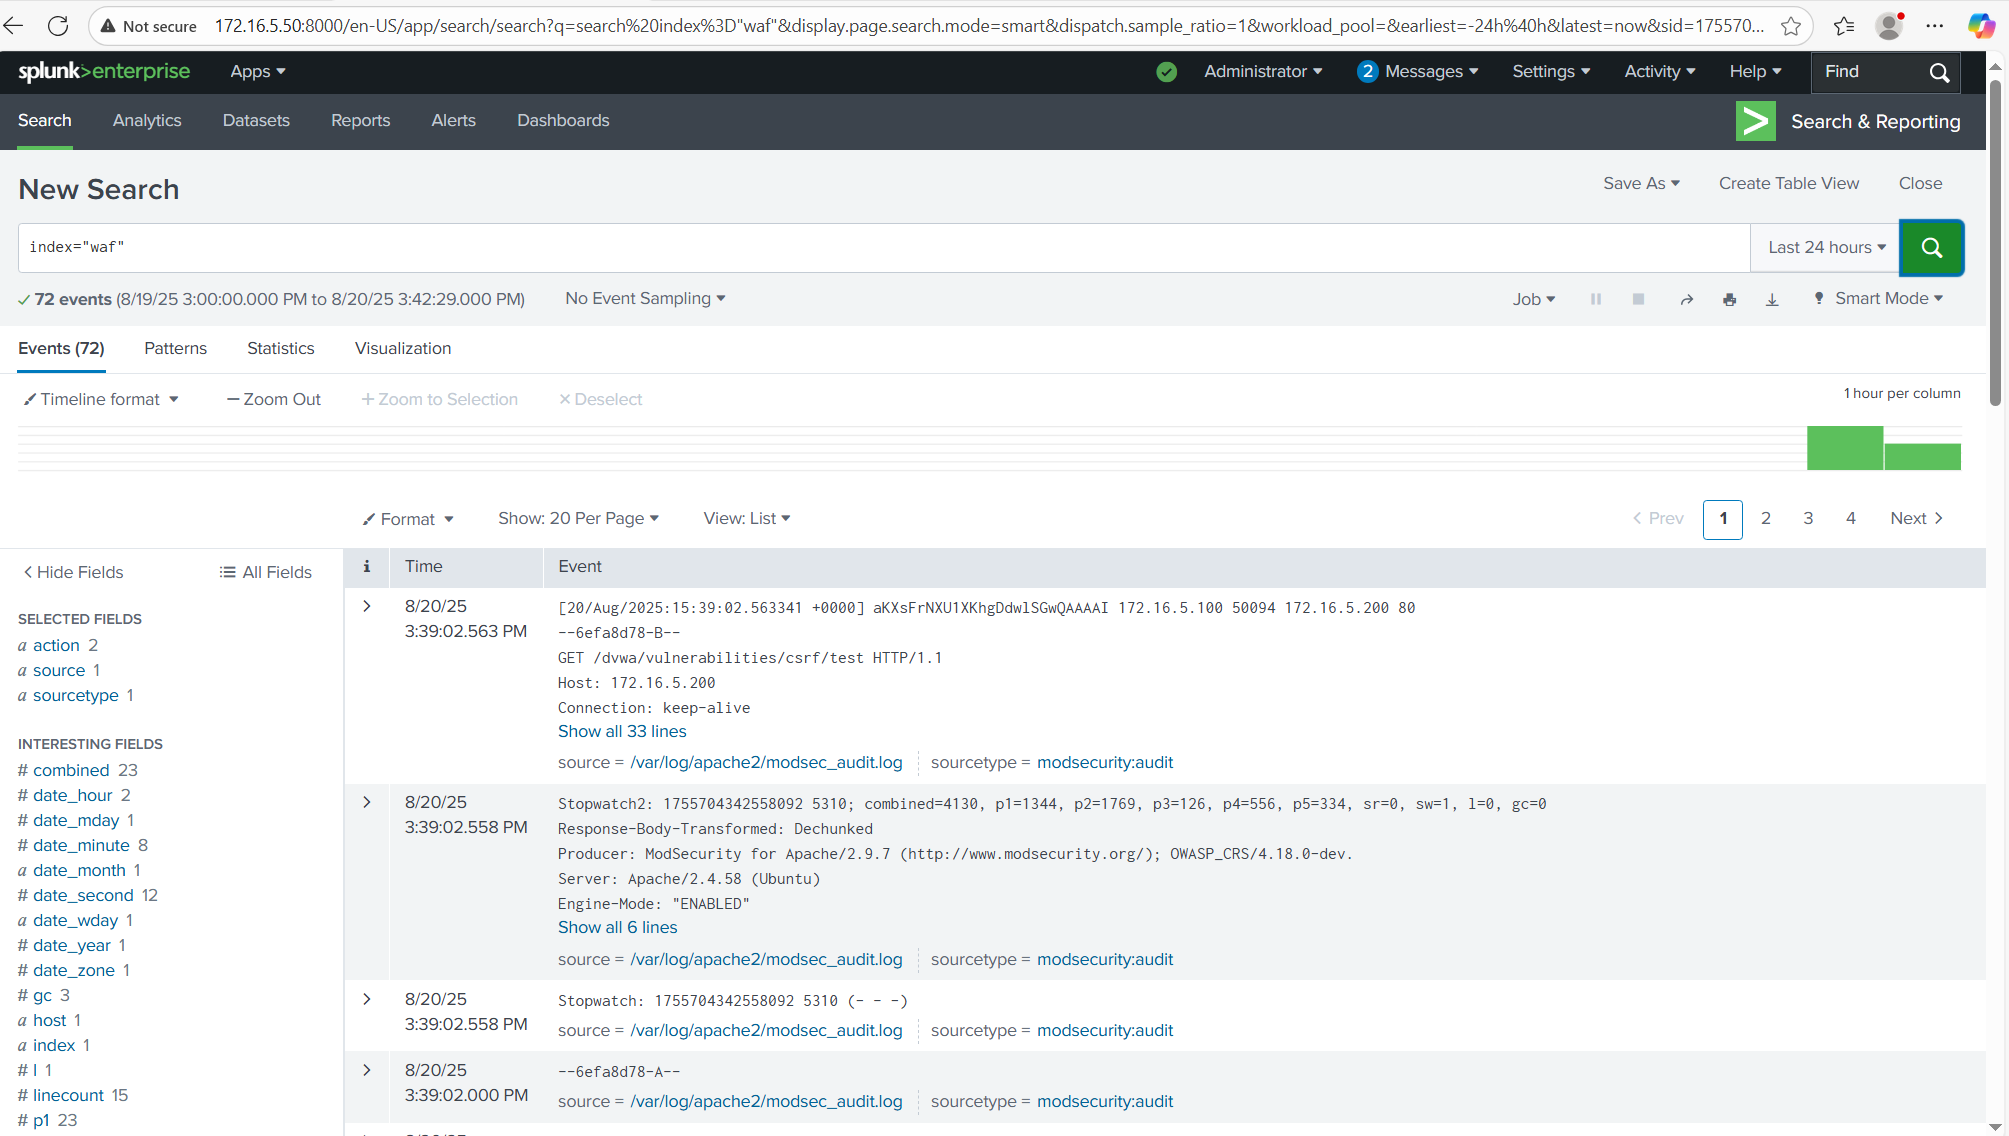 Not secure 172.16.5.50:8000/en-US/app/search/search?q=search%20index%3D"waf"&display.page.search.mode=smart&dispatch.sample_ratio=1&workload_pool=&earliest=-24h%40h&latest=now&sid=175570...
splunk>enterprise Apps Administrator 2 Messages Settings Activity Help Find
Search Analytics Datasets Reports Alerts Dashboards > Search & Reporting
New Search Save As Create Table View Close
index="waf" Last 24 hours
72 events (8/19/25 3:00:00.000 PM to 8/20/25 3:42:29.000 PM) No Event Sampling Job Smart Mode
Events (72) Patterns Statistics Visualization
Timeline format — Zoom Out + Zoom to Selection × Deselect 1 hour per column
Format Show: 20 Per Page View: List < Prev 1 2 3 4 Next >
< Hide Fields All Fields
SELECTED FIELDS
a action 2
a source 1
a sourcetype 1
INTERESTING FIELDS
# combined 23
# date_hour 2
# date_mday 1
# date_minute 8
a date_month 1
# date_second 12
a date_wday 1
# date_year 1
# date_zone 1
# gc 3
a host 1
a index 1
# l 1
# linecount 15
# p1 23
i Time Event
> 8/20/25 3:39:02.563 PM
[20/Aug/2025:15:39:02.563341 +0000] aKXsFrNXU1XKhgDdwlSGwQAAAAI 172.16.5.100 50094 172.16.5.200 80
--6efa8d78-B--
GET /dvwa/vulnerabilities/csrf/test HTTP/1.1
Host: 172.16.5.200
Connection: keep-alive
Show all 33 lines
source = /var/log/apache2/modsec_audit.log sourcetype = modsecurity:audit
> 8/20/25 3:39:02.558 PM
Stopwatch2: 1755704342558092 5310; combined=4130, p1=1344, p2=1769, p3=126, p4=556, p5=334, sr=0, sw=1, l=0, gc=0
Response-Body-Transformed: Dechunked
Producer: ModSecurity for Apache/2.9.7 (http://www.modsecurity.org/); OWASP_CRS/4.18.0-dev.
Server: Apache/2.4.58 (Ubuntu)
Engine-Mode: "ENABLED"
Show all 6 lines
source = /var/log/apache2/modsec_audit.log sourcetype = modsecurity:audit
> 8/20/25 3:39:02.558 PM
Stopwatch: 1755704342558092 5310 (- - -)
source = /var/log/apache2/modsec_audit.log sourcetype = modsecurity:audit
> 8/20/25 3:39:02.000 PM
--6efa8d78-A--
source = /var/log/apache2/modsec_audit.log sourcetype = modsecurity:audit